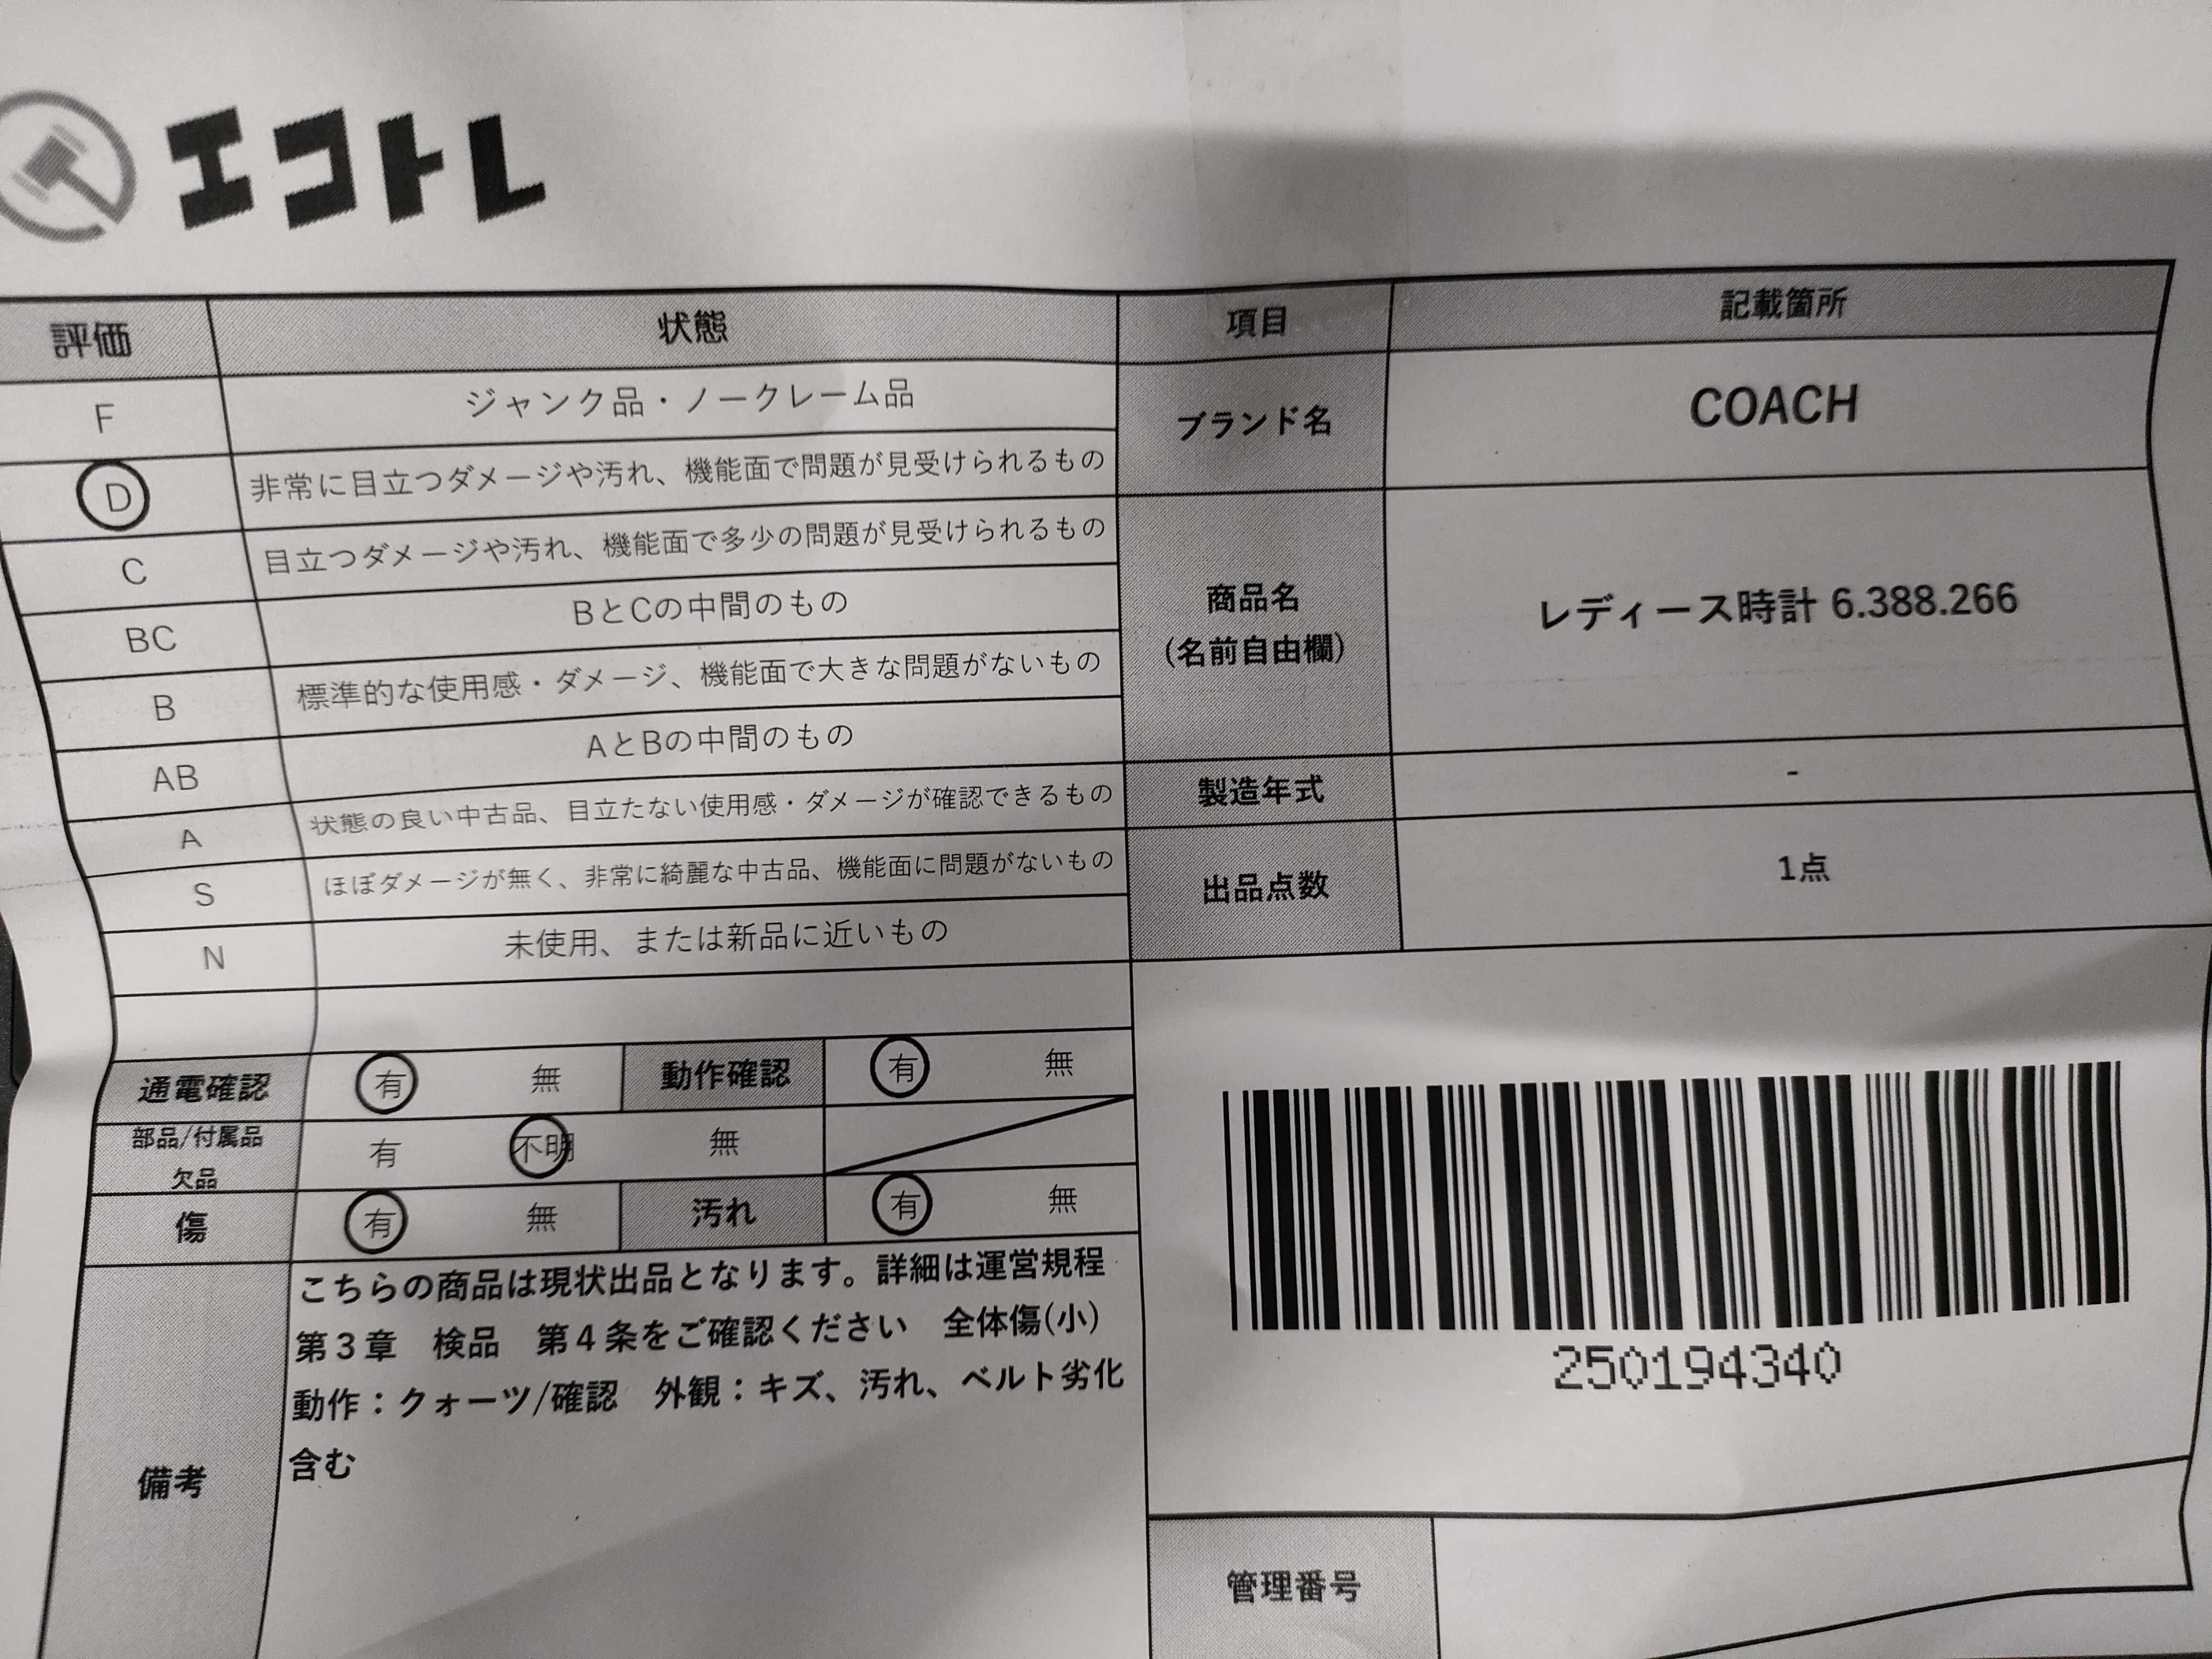 エコトレ
評価 状態 項目 記載箇所
F ジャンク品・ノークレーム品
D 非常に目立つダメージや汚れ、機能面で問題が見受けられるもの
C 目立つダメージや汚れ、機能面で多少の問題が見受けられるもの
BC BとCの中間のもの
B 標準的な使用感・ダメージ、機能面で大きな問題がないもの
AB AとBの中間のもの
A 状態の良い中古品、目立たない使用感・ダメージが確認できるもの
S ほぼダメージが無く、非常に綺麗な中古品、機能面に問題がないもの
N 未使用、または新品に近いもの
ブランド名 COACH
商品名
(名前自由欄)
レディース時計 6.388.266
製造年式 -
出品点数 1点
通電確認 有 無 動作確認 有 無
部品/付属品
欠品
有 不明 無
傷 有 無 汚れ 有 無
備考
こちらの商品は現状出品となります。詳細は運営規程
第3章 検品 第4条をご確認ください 全体傷(小)
動作：クォーツ/確認 外観：キズ、汚れ、ベルト劣化
含む
250194340
管理番号